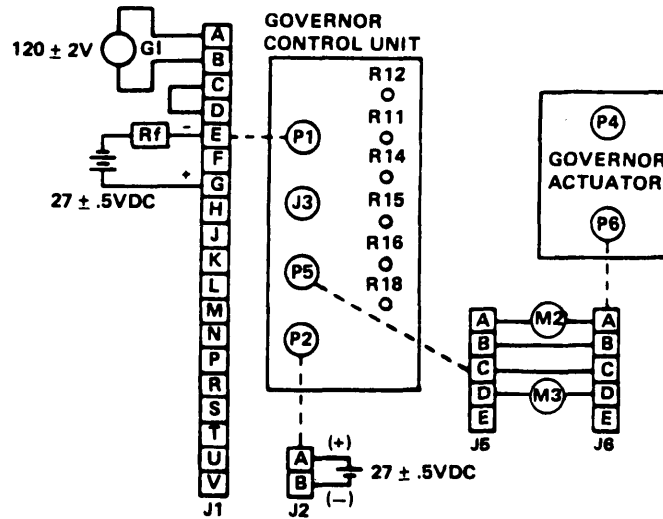 GOVERNOR
CONTROL UNIT
120 ± 2V
GI
A
B
C
D
E
F
G
H
J
K
L
M
N
P
R
S
T
U
V
J1
Rf
-
+
27 ± .5VDC
P1
J3
P5
P2
R12
R11
R14
R15
R16
R18
P4
GOVERNOR
ACTUATOR
P6
A
B
C
D
E
J5
M2
M3
A
B
C
D
E
J6
A
B
J2
(+)
(−)
27 ± .5VDC